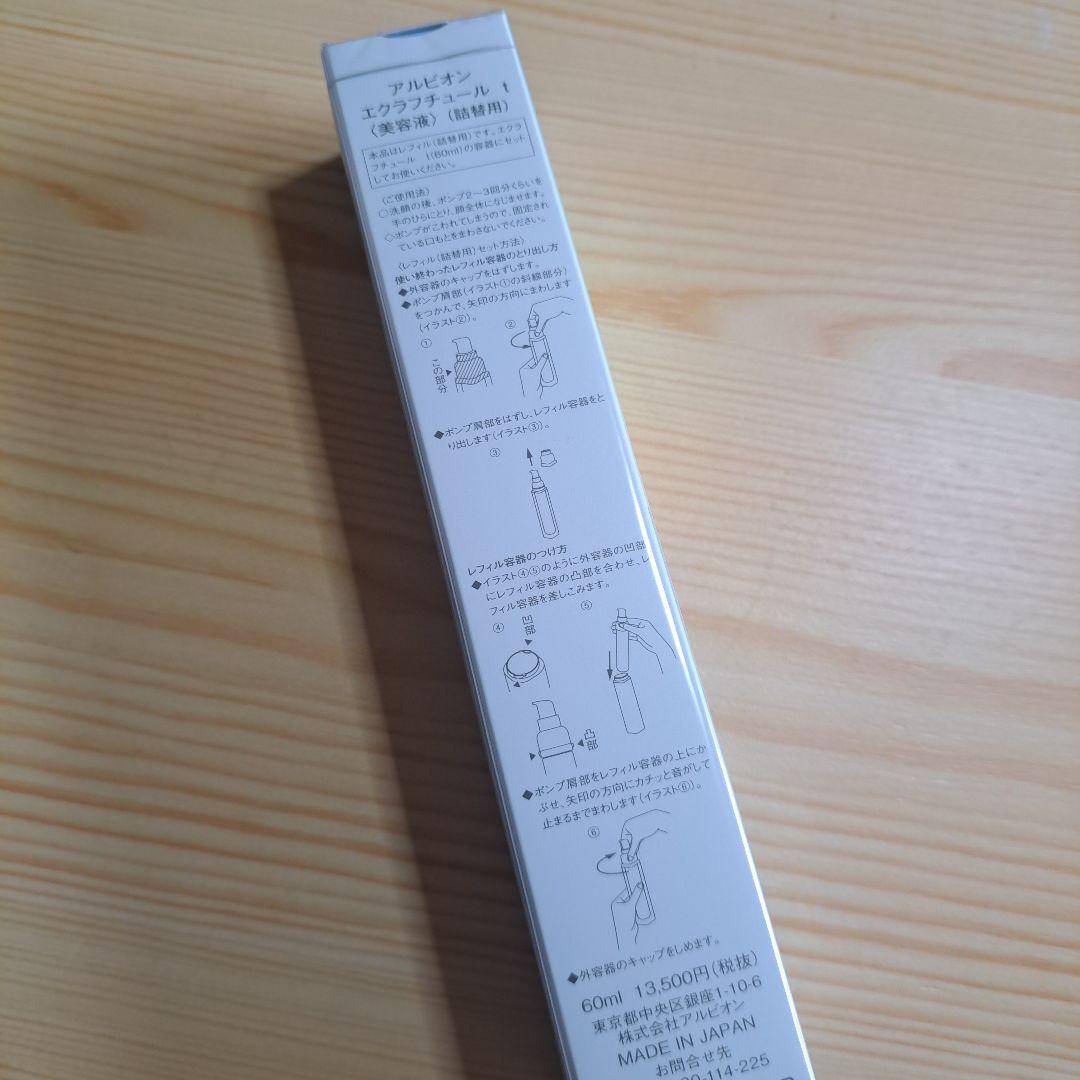 アルビオン
エクラフチュール t
〈美容液〉(詰替用)
本品はレフィル(詰替用)です。エクラ
フチュール t(60ml)の容器にセット
してお使いください。
〈ご使用法〉
○洗顔の後、ポンプ2〜3回分くらいを
手のひらにとり、顔全体になじませます。
◇ポンプがこわれてしまうので、固定され
ている口もとをまわさないでください。
〈レフィル(詰替用)セット方法〉
使い終わったレフィル容器のとり出し方
◆外容器のキャップをはずします。
◆ポンプ肩部(イラスト①の斜線部分)
をつかんで、矢印の方向にまわします
(イラスト②)。
①
②
この部分
◆ポンプ肩部をはずし、レフィル容器をと
り出します(イラスト③)。
③
レフィル容器のつけ方
◆イラスト④⑤のように外容器の凹部
にレフィル容器の凸部を合わせ、レ
フィル容器を差しこみます。
④
凹部
⑤
凸部
◆ポンプ肩部をレフィル容器の上にか
ぶせ、矢印の方向にカチッと音がして
止まるまでまわします(イラスト⑥)。
⑥
◆外容器のキャップをしめます。
60ml 13,500円(税抜)
東京都中央区銀座1-10-6
株式会社アルビオン
MADE IN JAPAN
お問合せ先
0-114-225